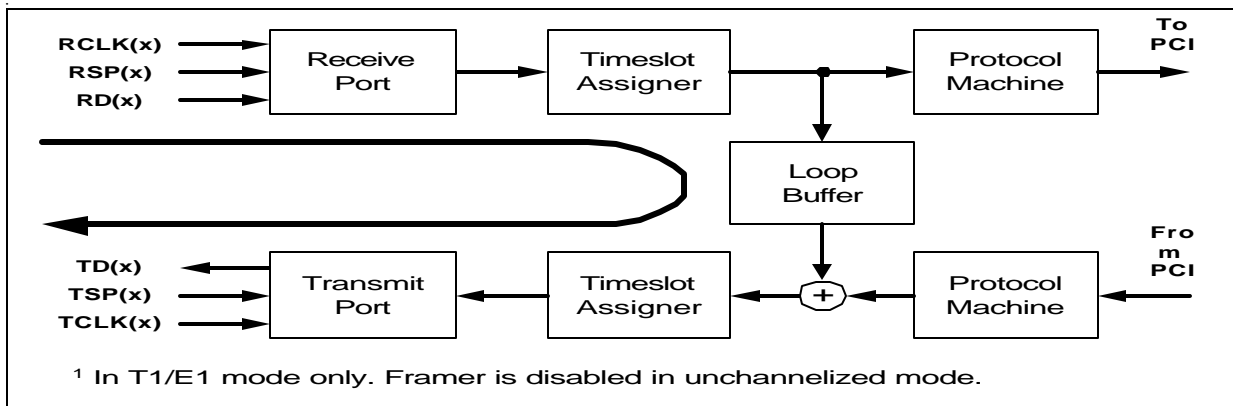 RCLK(x)
RSP(x)
RD(x)
Receive
Port
Timeslot
Assigner
Protocol
Machine
To
PCI
Loop
Buffer
TD(x)
TSP(x)
TCLK(x)
Transmit
Port
Timeslot
Assigner
+
Protocol
Machine
Fro
m
PCI
1 In T1/E1 mode only. Framer is disabled in unchannelized mode.